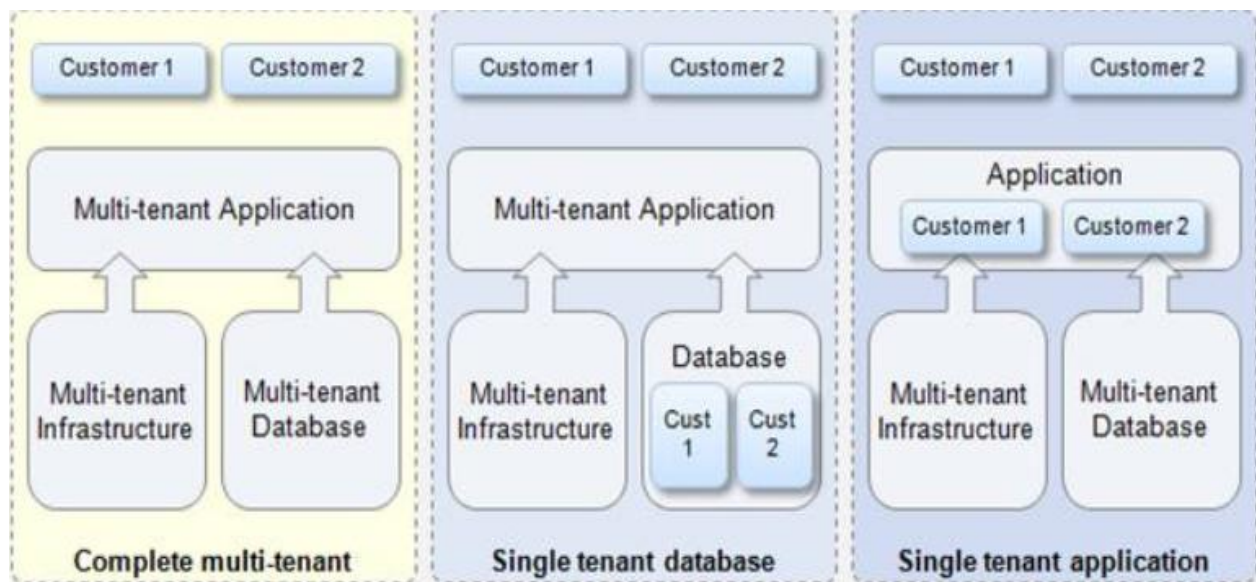 Customer 1
Customer 2
Multi-tenant Application
Multi-tenant
Infrastructure
Multi-tenant
Database
Complete multi-tenant
Customer 1
Customer 2
Multi-tenant Application
Multi-tenant
Infrastructure
Database
Cust
1
Cust
2
Single tenant database
Customer 1
Customer 2
Application
Customer 1
Customer 2
Multi-tenant
Infrastructure
Multi-tenant
Database
Single tenant application